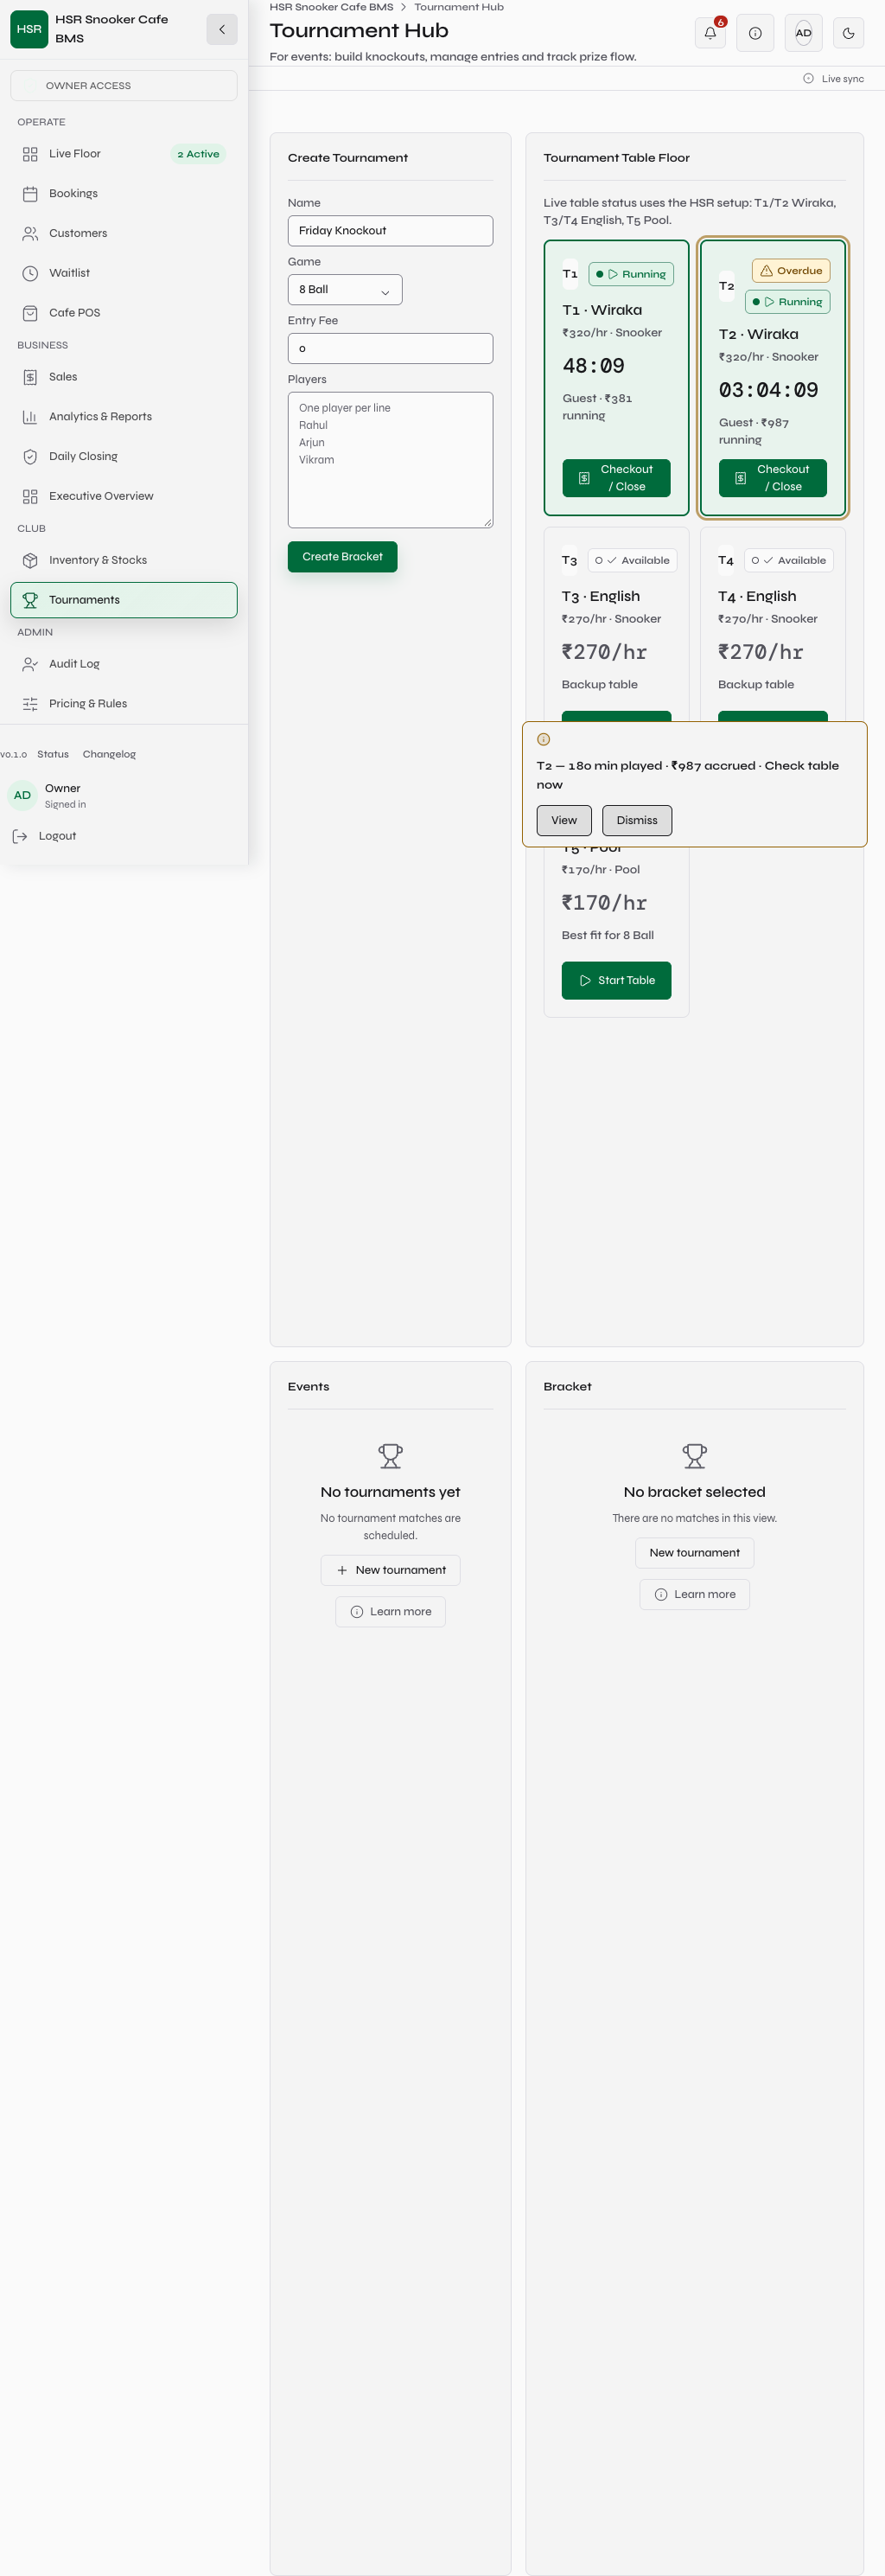 HSR
HSR Snooker Cafe
BMS
OWNER ACCESS
OPERATE
Live Floor
2 Active
Bookings
Customers
Waitlist
Cafe POS
BUSINESS
Sales
Analytics & Reports
Daily Closing
Executive Overview
CLUB
Inventory & Stocks
Tournaments
ADMIN
Audit Log
Pricing & Rules
v0.1.0 Status Changelog
AD
Owner
Signed in
Logout
HSR Snooker Cafe BMS > Tournament Hub
Tournament Hub
For events: build knockouts, manage entries and track prize flow.
6
AD
Live sync
Create Tournament
Name
Friday Knockout
Game
8 Ball
Entry Fee
0
Players
One player per line
Rahul
Arjun
Vikram
Create Bracket
Tournament Table Floor
Live table status uses the HSR setup: T1/T2 Wiraka,
T3/T4 English, T5 Pool.
T1
Running
T1 · Wiraka
₹320/hr · Snooker
48:09
Guest · ₹381
running
Checkout
/ Close
T2
Overdue
Running
T2 · Wiraka
₹320/hr · Snooker
03:04:09
Guest · ₹987
running
Checkout
/ Close
T3
Available
T3 · English
₹270/hr · Snooker
₹270/hr
Backup table
T4
Available
T4 · English
₹270/hr · Snooker
₹270/hr
Backup table
T2 — 180 min played · ₹987 accrued · Check table
now
View
Dismiss
T5 · Pool
₹170/hr · Pool
₹170/hr
Best fit for 8 Ball
Start Table
Events
No tournaments yet
No tournament matches are
scheduled.
New tournament
Learn more
Bracket
No bracket selected
There are no matches in this view.
New tournament
Learn more